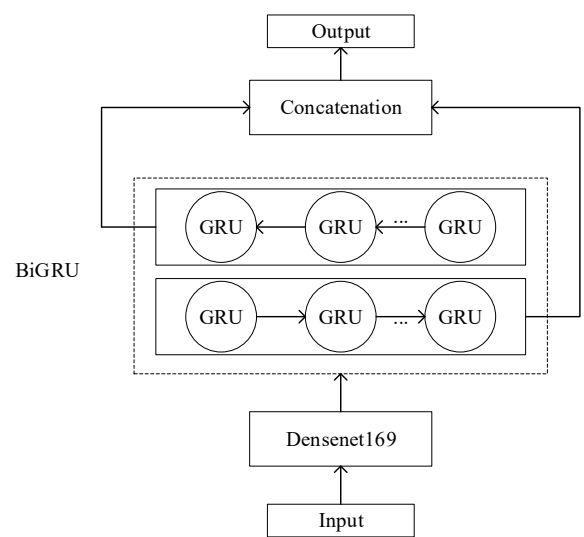 Output
Concatenation
GRU GRU ... GRU
BiGRU
GRU GRU ... GRU
Densenet169
Input